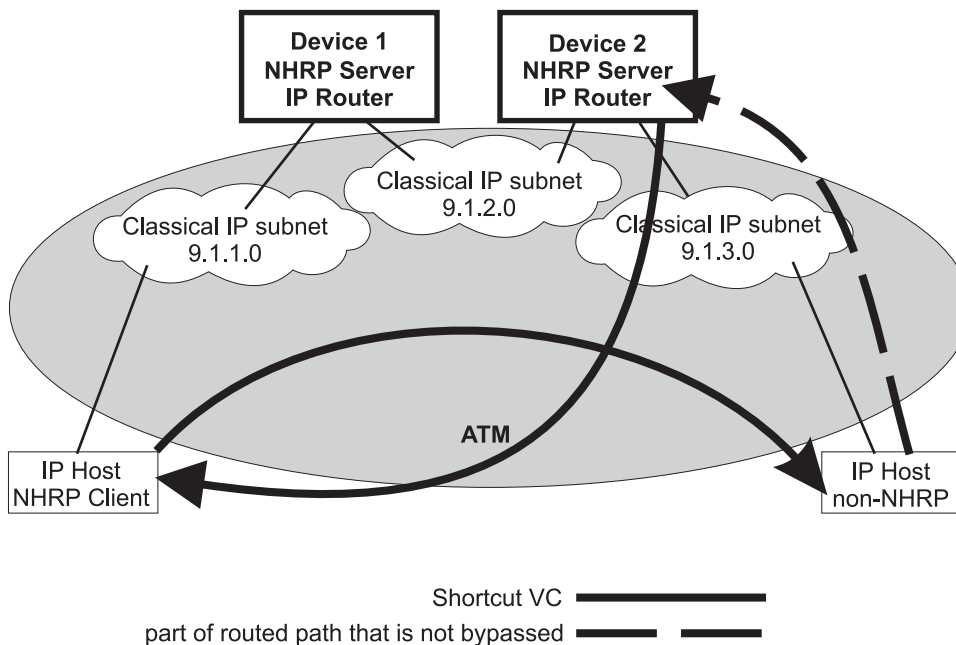 Device 1
NHRP Server
IP Router
Device 2
NHRP Server
IP Router
Classical IP subnet
9.1.2.0
Classical IP subnet
9.1.1.0
Classical IP subnet
9.1.3.0
ATM
IP Host
NHRP Client
IP Host
non-NHRP
Shortcut VC
part of routed path that is not bypassed